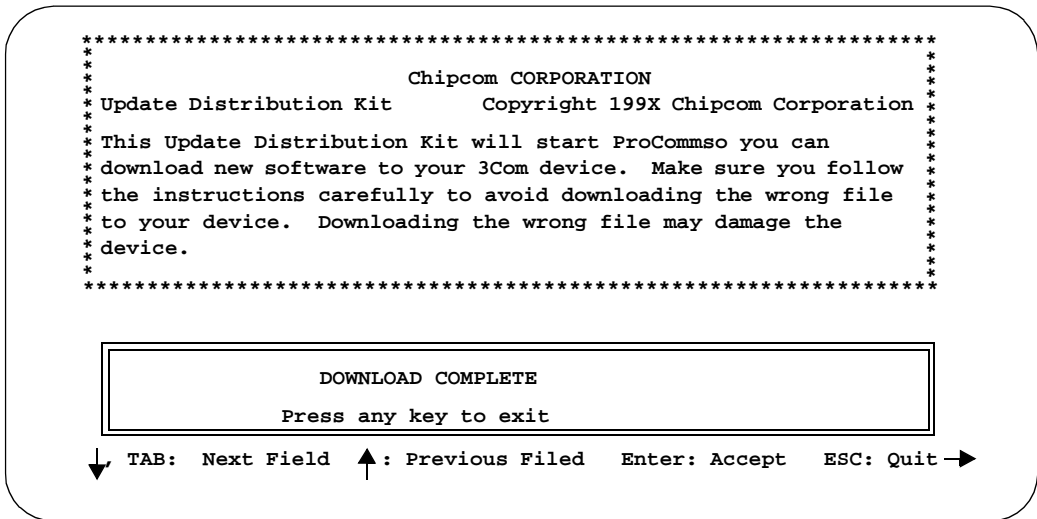 **********************************************************************
Chipcom CORPORATION
Update Distribution Kit Copyright 199X Chipcom Corporation
This Update Distribution Kit will start ProCommso you can
download new software to your 3Com device. Make sure you follow
the instructions carefully to avoid downloading the wrong file
to your device. Downloading the wrong file may damage the
device.
**********************************************************************
DOWNLOAD COMPLETE
Press any key to exit
↓, TAB: Next Field ↑: Previous Filed Enter: Accept ESC: Quit→